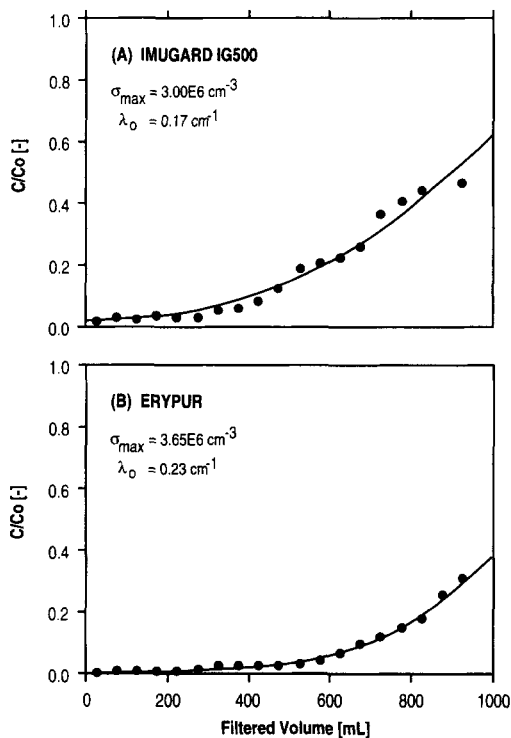 1.0
(A) IMUGARD IG500
0.8
σmax = 3.00E6 cm-3
λo = 0.17 cm-1
0.6
C/Co [-]
0.4
0.2
0.0
1.0
(B) ERYPUR
0.8
σmax = 3.65E6 cm-3
λo = 0.23 cm-1
0.6
C/Co [-]
0.4
0.2
0.0
0 200 400 600 800 1000
Filtered Volume [mL]